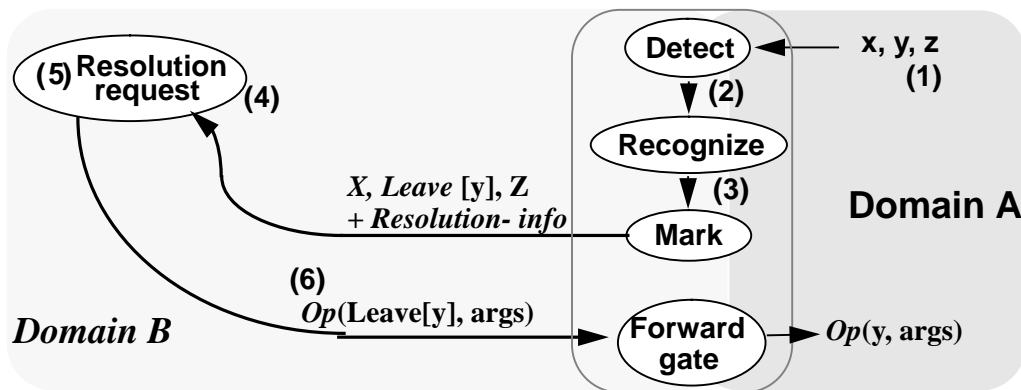 Detect
x, y, z
(1)
(5) Resolution
request
(4)
(2)
Recognize
(3)
X, Leave [y], Z
+ Resolution- info
Mark
Domain A
(6)
Op(Leave[y], args)
Domain B
Forward
gate
Op(y, args)